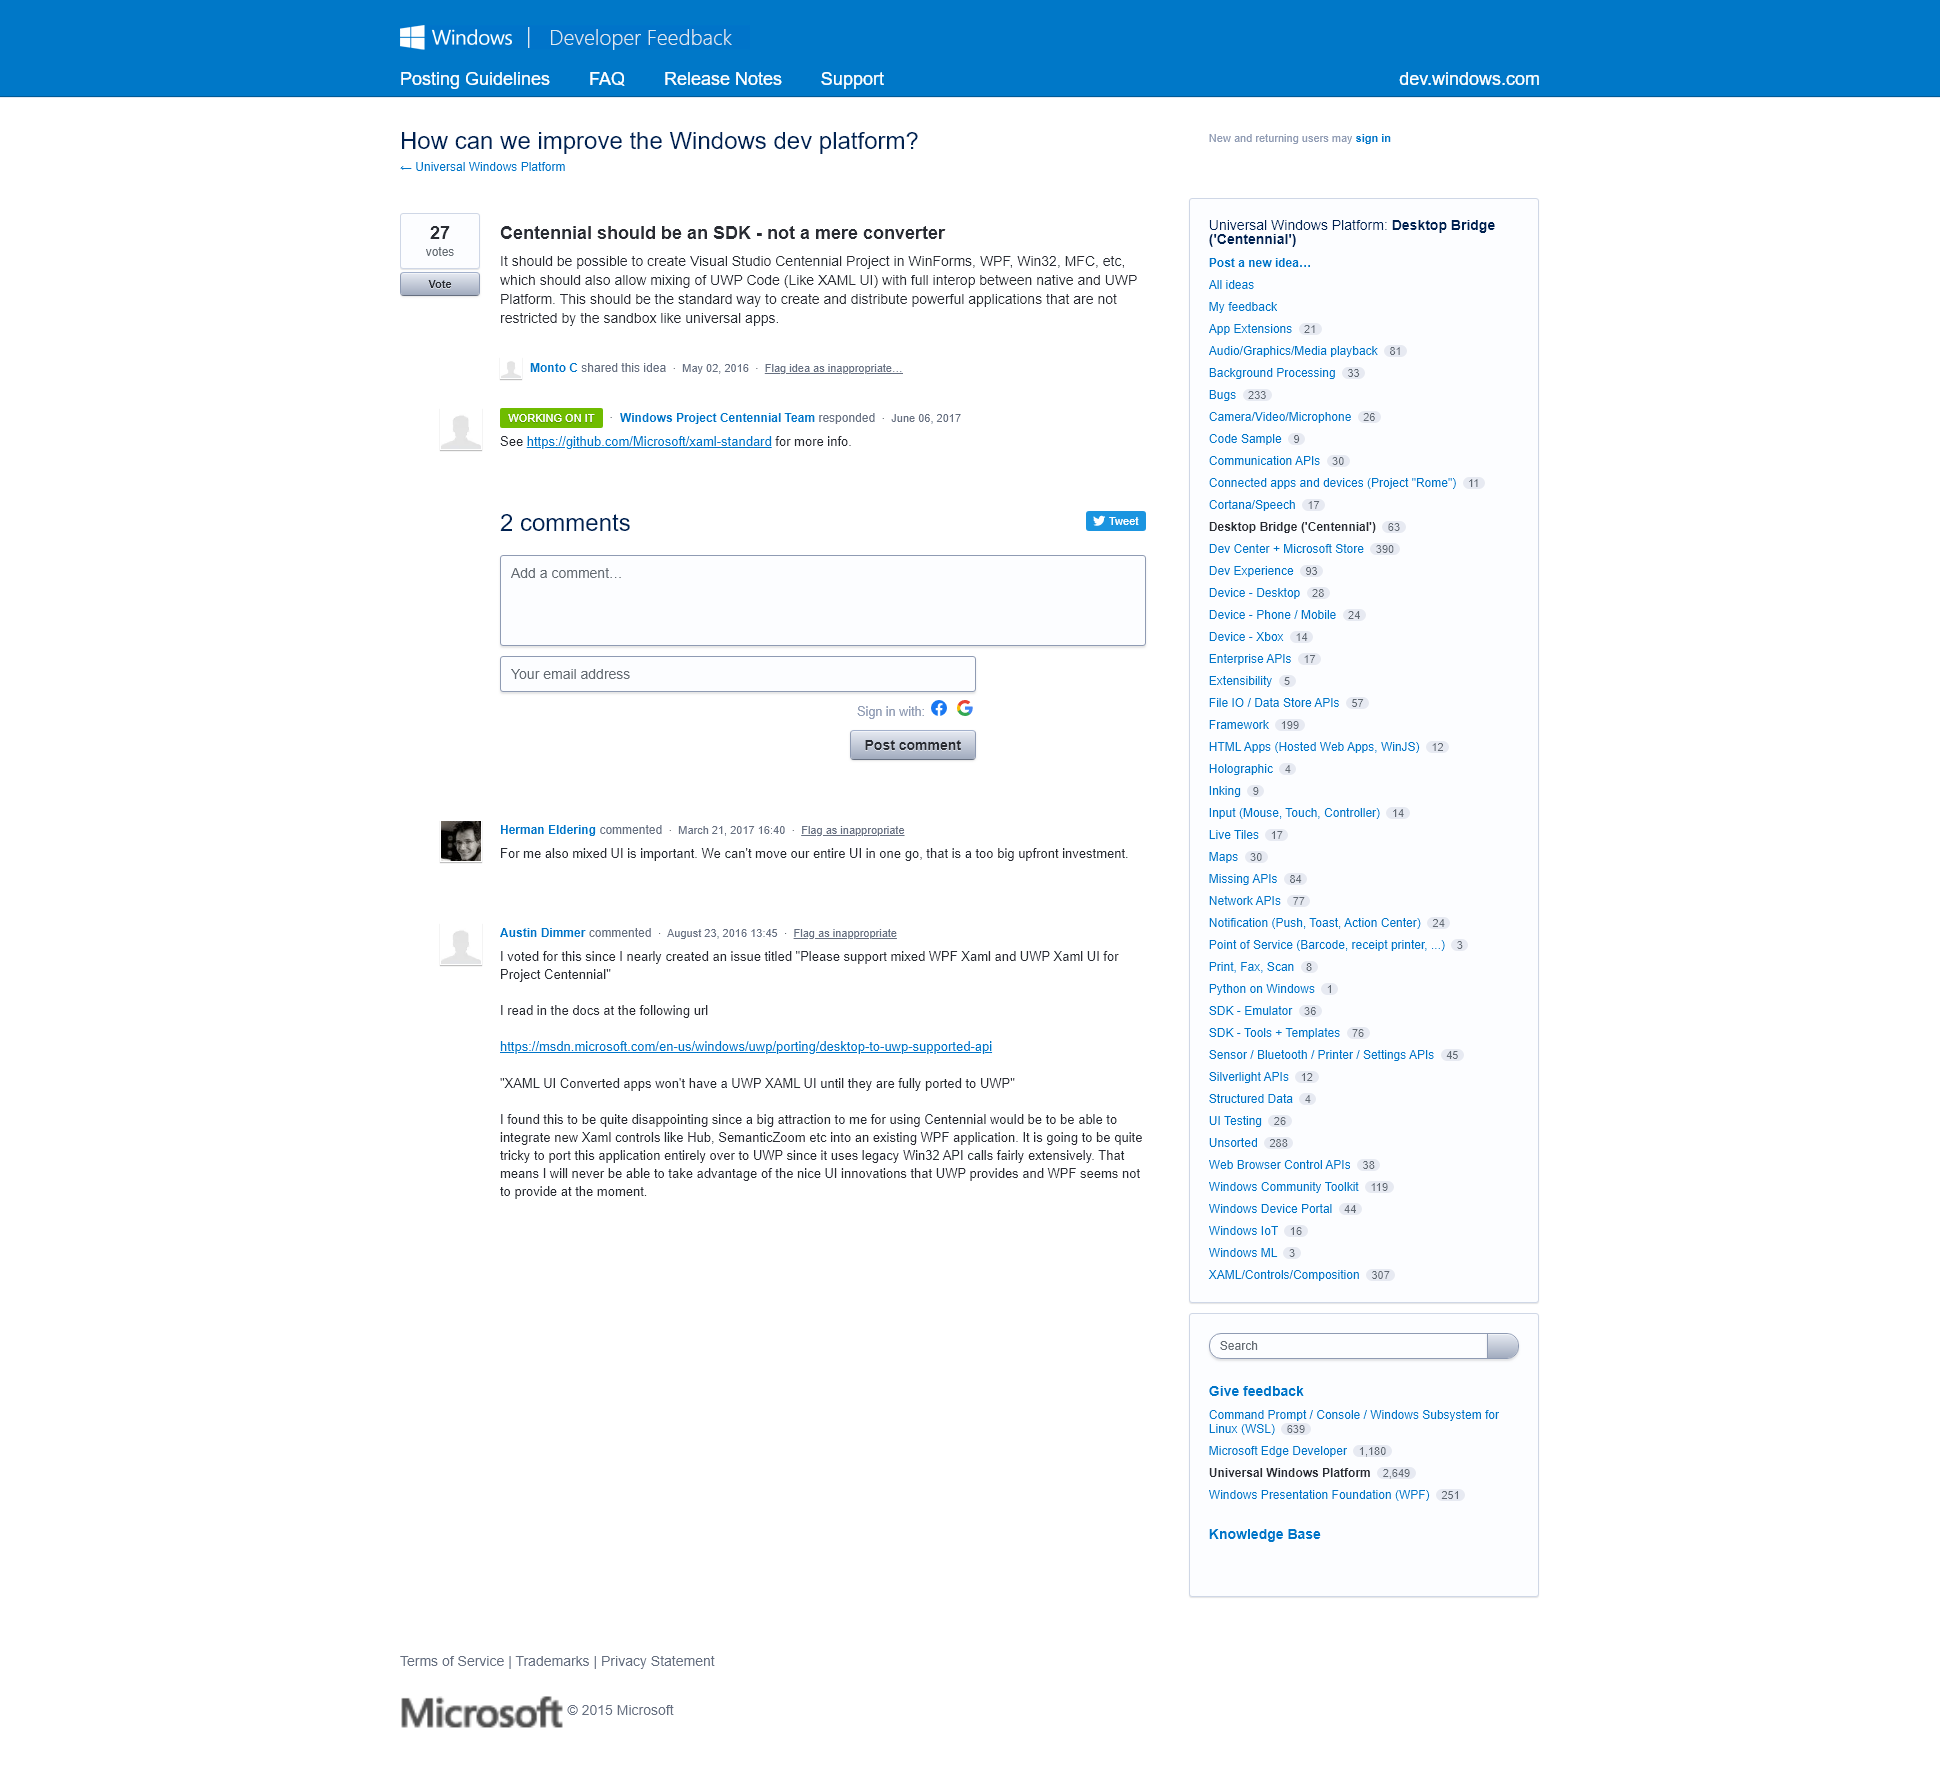 Windows | Developer Feedback
Posting Guidelines FAQ Release Notes Support dev.windows.com
How can we improve the Windows dev platform?
← Universal Windows Platform
New and returning users may sign in
27
votes
Vote
Centennial should be an SDK - not a mere converter
It should be possible to create Visual Studio Centennial Project in WinForms, WPF, Win32, MFC, etc,
which should also allow mixing of UWP Code (Like XAML UI) with full interop between native and UWP
Platform. This should be the standard way to create and distribute powerful applications that are not
restricted by the sandbox like universal apps.
Monto C shared this idea · May 02, 2016 · Flag idea as inappropriate…
WORKING ON IT · Windows Project Centennial Team responded · June 06, 2017
See https://github.com/Microsoft/xaml-standard for more info.
2 comments
Tweet
Add a comment…
Your email address
Sign in with:
Post comment
Herman Eldering commented · March 21, 2017 16:40 · Flag as inappropriate
For me also mixed UI is important. We can't move our entire UI in one go, that is a too big upfront investment.
Austin Dimmer commented · August 23, 2016 13:45 · Flag as inappropriate
I voted for this since I nearly created an issue titled "Please support mixed WPF Xaml and UWP Xaml UI for
Project Centennial"
I read in the docs at the following url
https://msdn.microsoft.com/en-us/windows/uwp/porting/desktop-to-uwp-supported-api
"XAML UI Converted apps won't have a UWP XAML UI until they are fully ported to UWP"
I found this to be quite disappointing since a big attraction to me for using Centennial would be to be able to
integrate new Xaml controls like Hub, SemanticZoom etc into an existing WPF application. It is going to be quite
tricky to port this application entirely over to UWP since it uses legacy Win32 API calls fairly extensively. That
means I will never be able to take advantage of the nice UI innovations that UWP provides and WPF seems not
to provide at the moment.
Universal Windows Platform: Desktop Bridge
('Centennial')
Post a new idea…
All ideas
My feedback
App Extensions 21
Audio/Graphics/Media playback 81
Background Processing 33
Bugs 233
Camera/Video/Microphone 26
Code Sample 9
Communication APIs 30
Connected apps and devices (Project "Rome") 11
Cortana/Speech 17
Desktop Bridge ('Centennial') 63
Dev Center + Microsoft Store 390
Dev Experience 93
Device - Desktop 28
Device - Phone / Mobile 24
Device - Xbox 14
Enterprise APIs 17
Extensibility 5
File IO / Data Store APIs 57
Framework 199
HTML Apps (Hosted Web Apps, WinJS) 12
Holographic 4
Inking 9
Input (Mouse, Touch, Controller) 14
Live Tiles 17
Maps 30
Missing APIs 84
Network APIs 77
Notification (Push, Toast, Action Center) 24
Point of Service (Barcode, receipt printer, ...) 3
Print, Fax, Scan 8
Python on Windows 1
SDK - Emulator 36
SDK - Tools + Templates 76
Sensor / Bluetooth / Printer / Settings APIs 45
Silverlight APIs 12
Structured Data 4
UI Testing 26
Unsorted 288
Web Browser Control APIs 38
Windows Community Toolkit 119
Windows Device Portal 44
Windows IoT 16
Windows ML 3
XAML/Controls/Composition 307
Search
Give feedback
Command Prompt / Console / Windows Subsystem for
Linux (WSL) 639
Microsoft Edge Developer 1,180
Universal Windows Platform 2,649
Windows Presentation Foundation (WPF) 251
Knowledge Base
Terms of Service | Trademarks | Privacy Statement
Microsoft © 2015 Microsoft